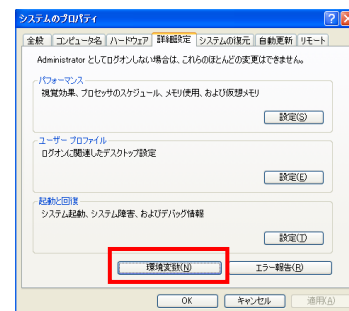 システムのプロパティ
全般 コンピュータ名 ハードウェア 詳細設定 システムの復元 自動更新 リモート
Administrator としてログオンしない場合は、これらのほとんどの変更はできません。
パフォーマンス
視覚効果、プロセッサのスケジュール、メモリ使用、および仮想メモリ
設定(S)
ユーザー プロファイル
ログオンに関連したデスクトップ設定
設定(E)
起動と回復
システム起動、システム障害、およびデバッグ情報
設定(T)
環境変数(N) エラー報告(R)
OK キャンセル 適用(A)